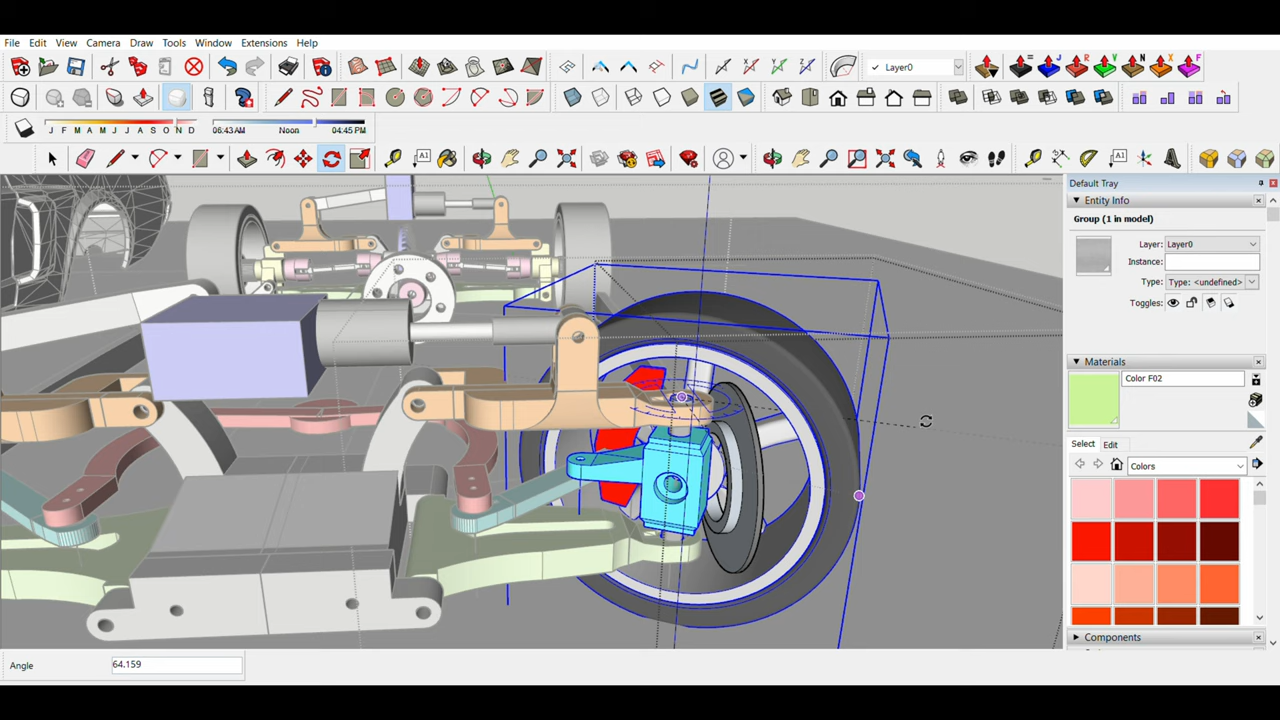 File Edit View Camera Draw Tools Window Extensions Help
Layer0
J F M A M J J A S O N D 06:43 AM Noon 04:45 PM
A1
A1
Default Tray
Entity Info
Group (1 in model)
Layer: Layer0
Instance:
Type: Type: <undefined>
Toggles:
Materials
Color F02
Select Edit
Colors
Components
Angle 64.159